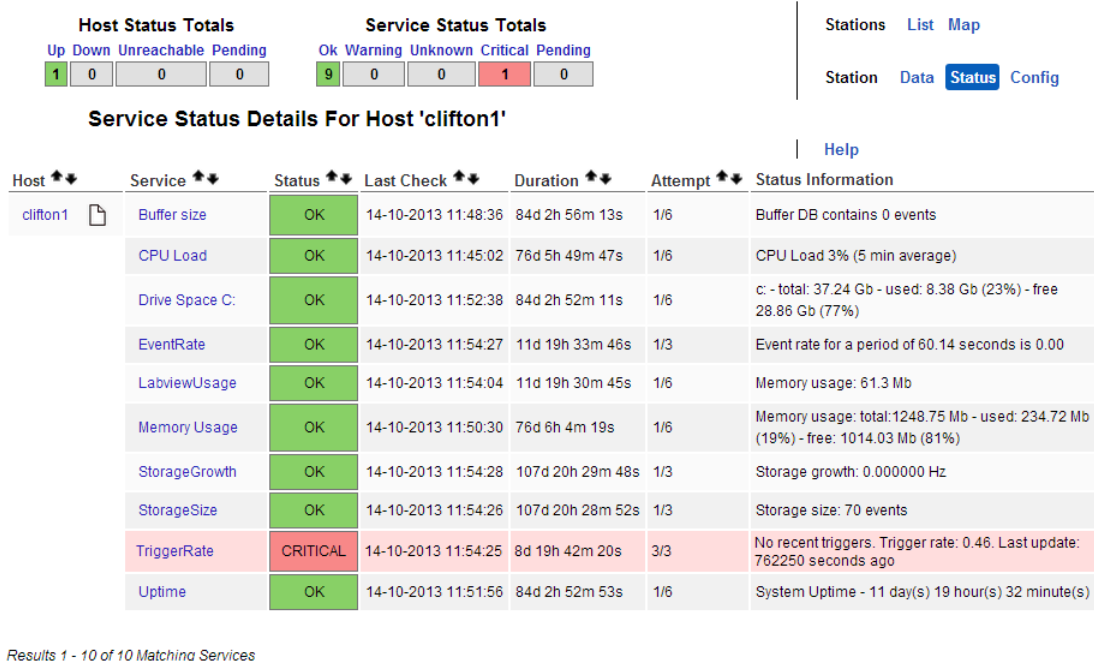 Host Status Totals
Up Down Unreachable Pending
1 0 0 0
Service Status Totals
Ok Warning Unknown Critical Pending
9 0 0 1 0
Stations List Map
Station Data Status Config
Help
Service Status Details For Host 'clifton1'
Host Service Status Last Check Duration Attempt Status Information
clifton1 Buffer size OK 14-10-2013 11:48:36 84d 2h 56m 13s 1/6 Buffer DB contains 0 events
CPU Load OK 14-10-2013 11:45:02 76d 5h 49m 47s 1/6 CPU Load 3% (5 min average)
Drive Space C: OK 14-10-2013 11:52:38 84d 2h 52m 11s 1/6 c: - total: 37.24 Gb - used: 8.38 Gb (23%) - free
28.86 Gb (77%)
EventRate OK 14-10-2013 11:54:27 11d 19h 33m 46s 1/3 Event rate for a period of 60.14 seconds is 0.00
LabviewUsage OK 14-10-2013 11:54:04 11d 19h 30m 45s 1/6 Memory usage: 61.3 Mb
Memory Usage OK 14-10-2013 11:50:30 76d 6h 4m 19s 1/6 Memory usage: total:1248.75 Mb - used: 234.72 Mb
(19%) - free: 1014.03 Mb (81%)
StorageGrowth OK 14-10-2013 11:54:28 107d 20h 29m 48s 1/3 Storage growth: 0.000000 Hz
StorageSize OK 14-10-2013 11:54:26 107d 20h 28m 52s 1/3 Storage size: 70 events
TriggerRate CRITICAL 14-10-2013 11:54:25 8d 19h 42m 20s 3/3 No recent triggers. Trigger rate: 0.46. Last update:
762250 seconds ago
Uptime OK 14-10-2013 11:51:56 84d 2h 52m 53s 1/6 System Uptime - 11 day(s) 19 hour(s) 32 minute(s)
Results 1 - 10 of 10 Matching Services